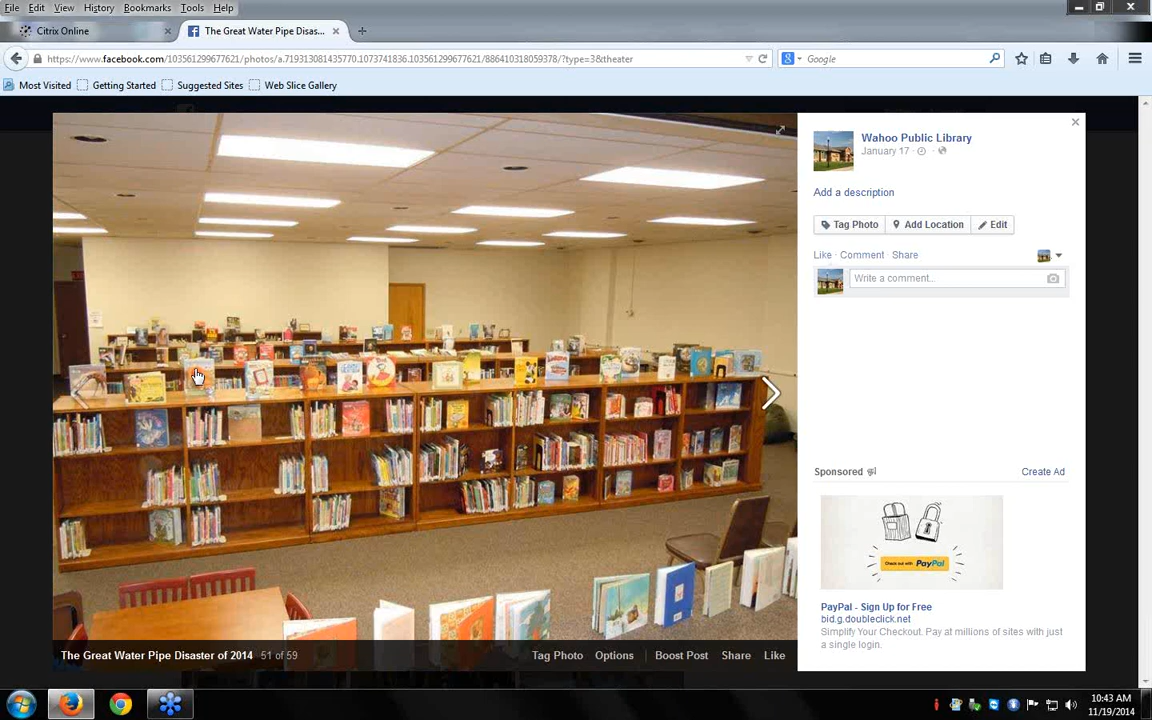 File Edit View History Bookmarks Tools Help
Citrix Online
The Great Water Pipe Disas...
https://www.facebook.com/103561299677621/photos/a.719313081435770.1073741836.103561299677621/886410318059378/?type=3&theater
Google
Most Visited Getting Started Suggested Sites Web Slice Gallery
Wahoo Public Library
January 17
Add a description
Tag Photo Add Location Edit
Like · Comment · Share
Write a comment...
Sponsored Create Ad
Check out with PayPal
PayPal - Sign Up for Free
bid.g.doubleclick.net
Simplify Your Checkout. Pay at millions of sites with just
a single login.
The Great Water Pipe Disaster of 2014 51 of 59
Tag Photo Options Boost Post Share Like
10:43 AM
11/19/2014